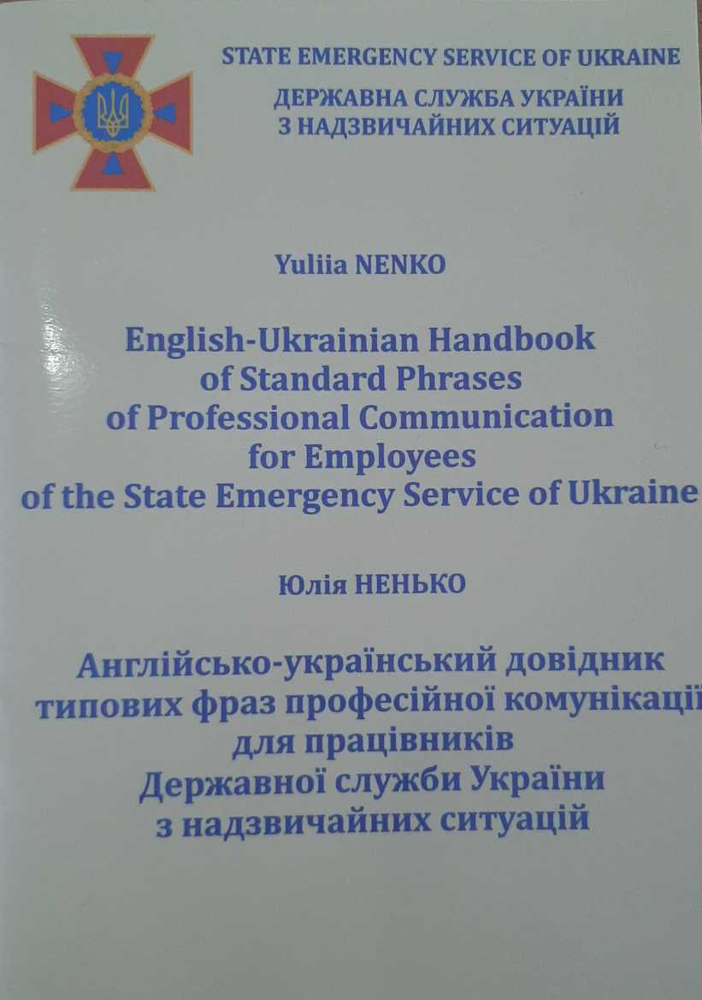 STATE EMERGENCY SERVICE OF UKRAINE
ДЕРЖАВНА СЛУЖБА УКРАЇНИ
З НАДЗВИЧАЙНИХ СИТУАЦІЙ
Yuliia NENKO
English-Ukrainian Handbook
of Standard Phrases
of Professional Communication
for Employees
of the State Emergency Service of Ukraine
Юлія НЕНЬКО
Англійсько-український довідник
типових фраз професійної комунікації
для працівників
Державної служби України
з надзвичайних ситуацій